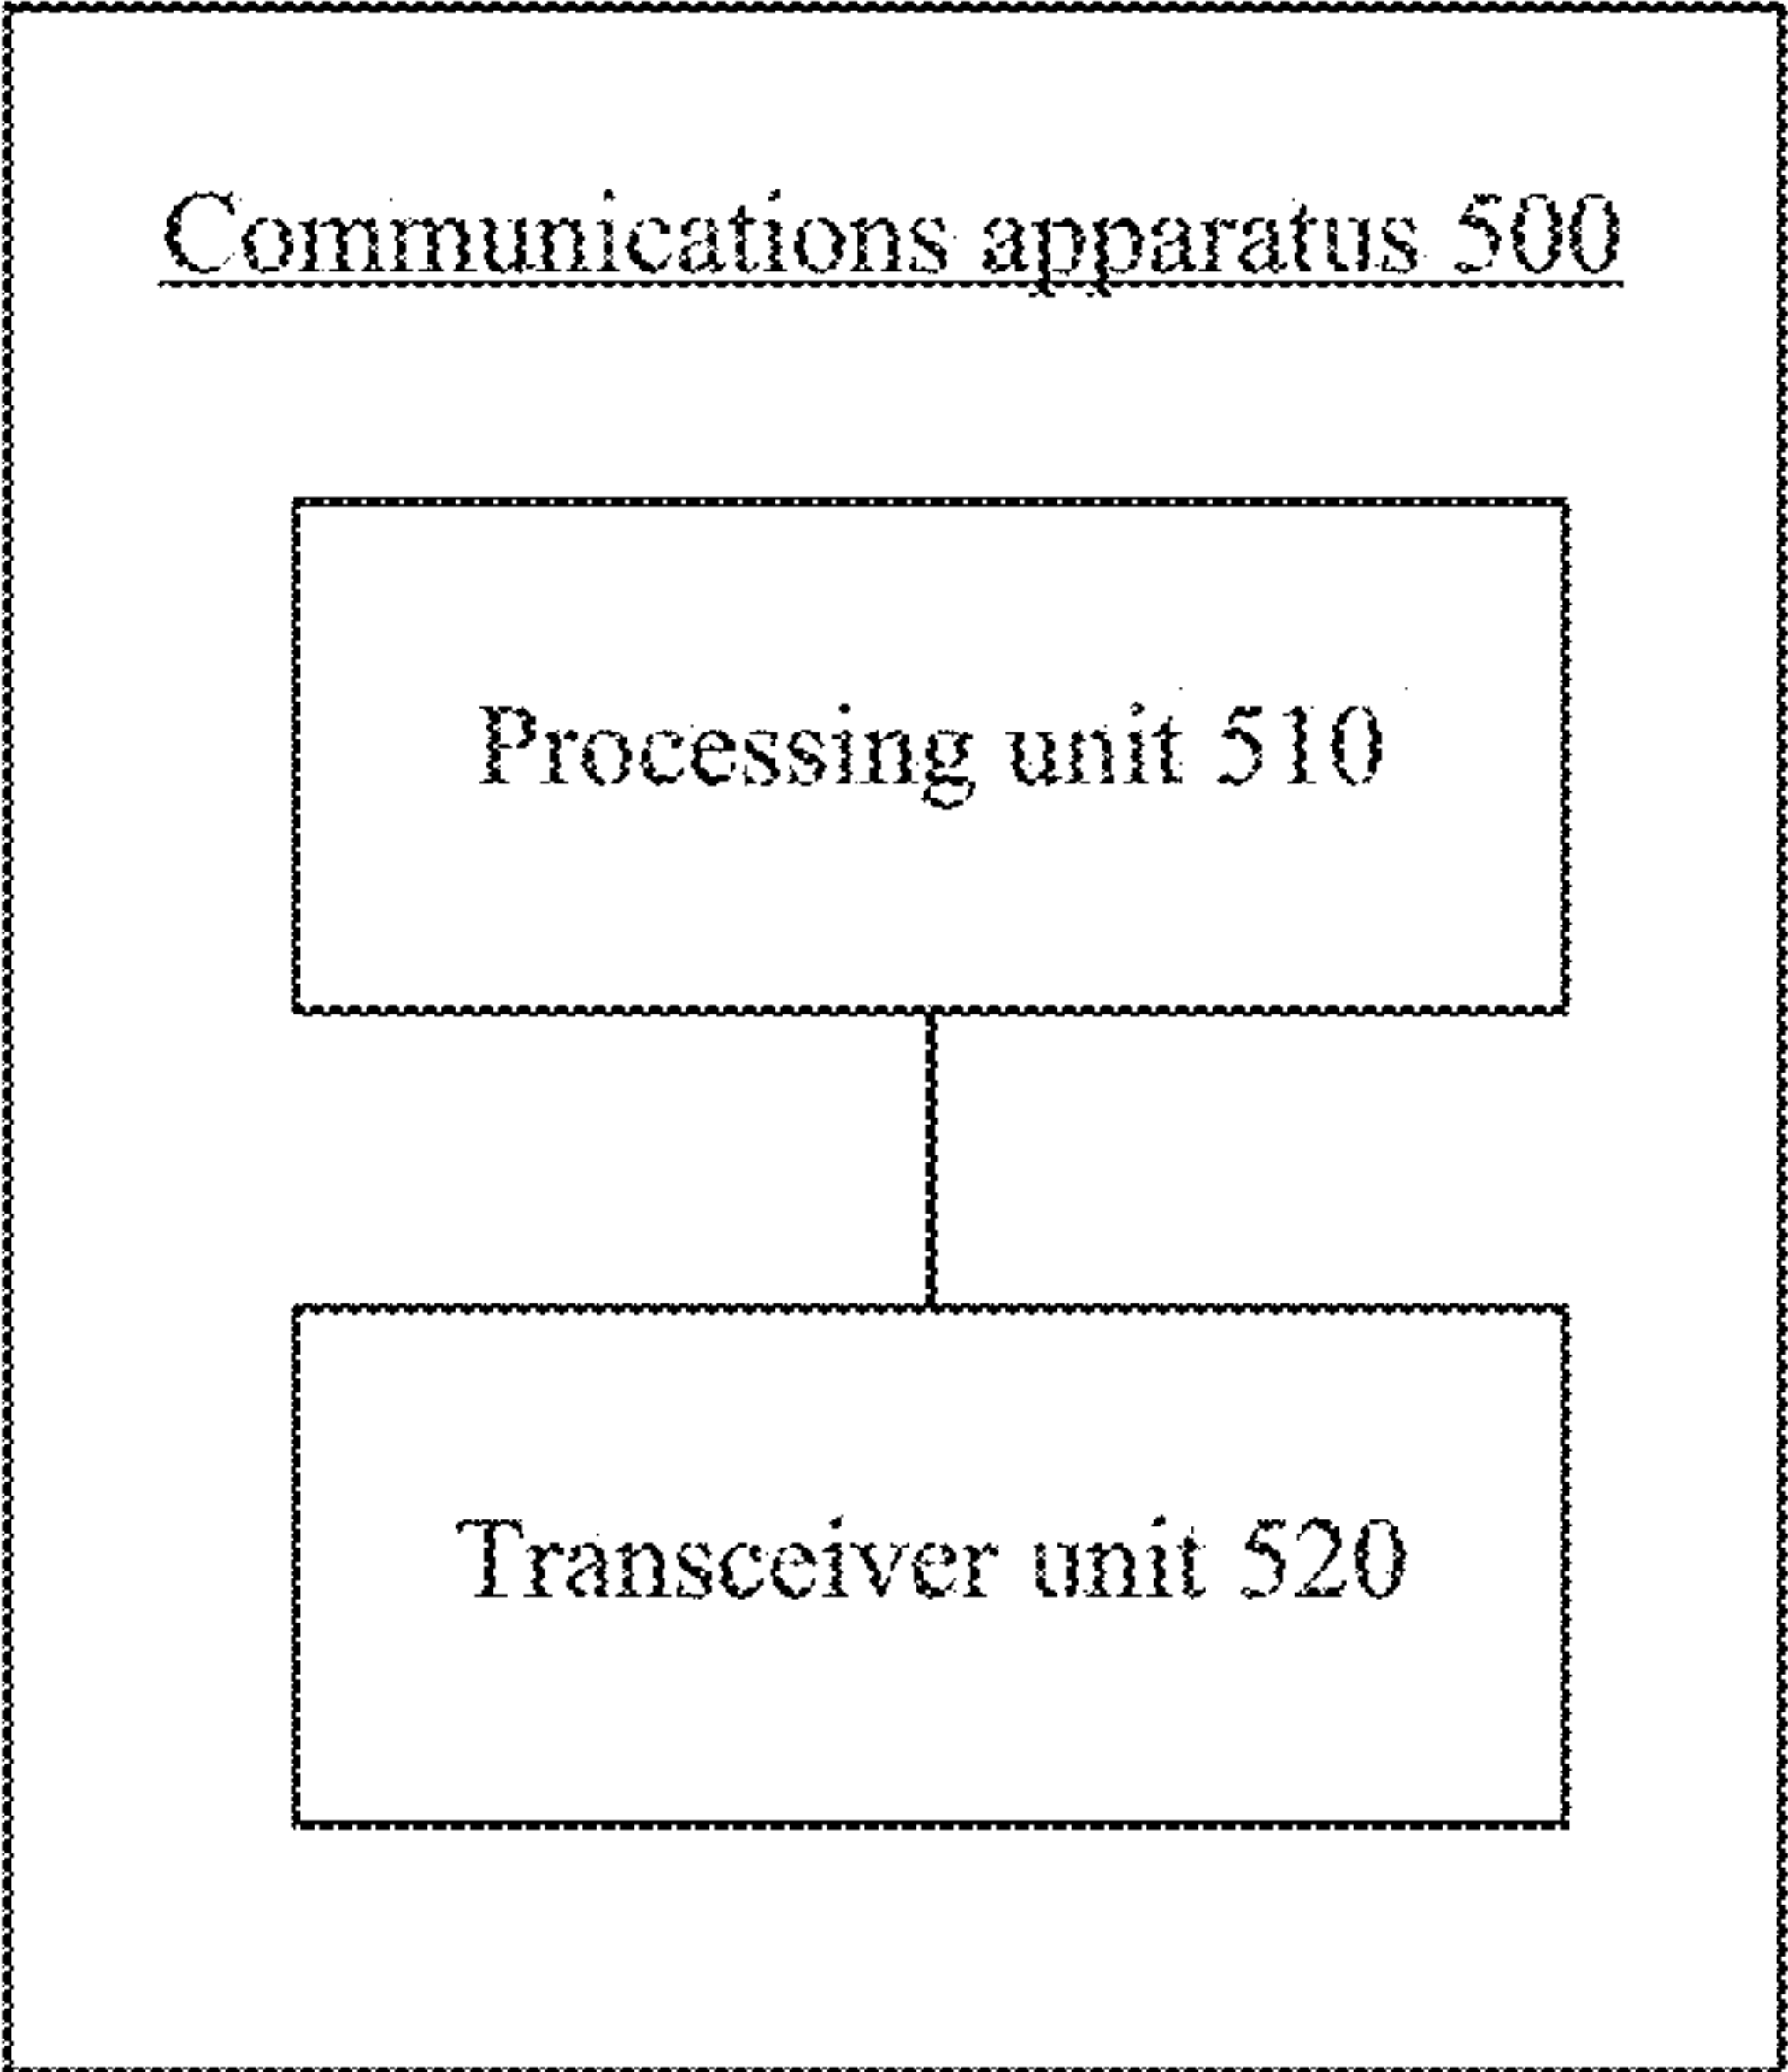 Communications apparatus 500
Processing unit 510
Transceiver unit 520